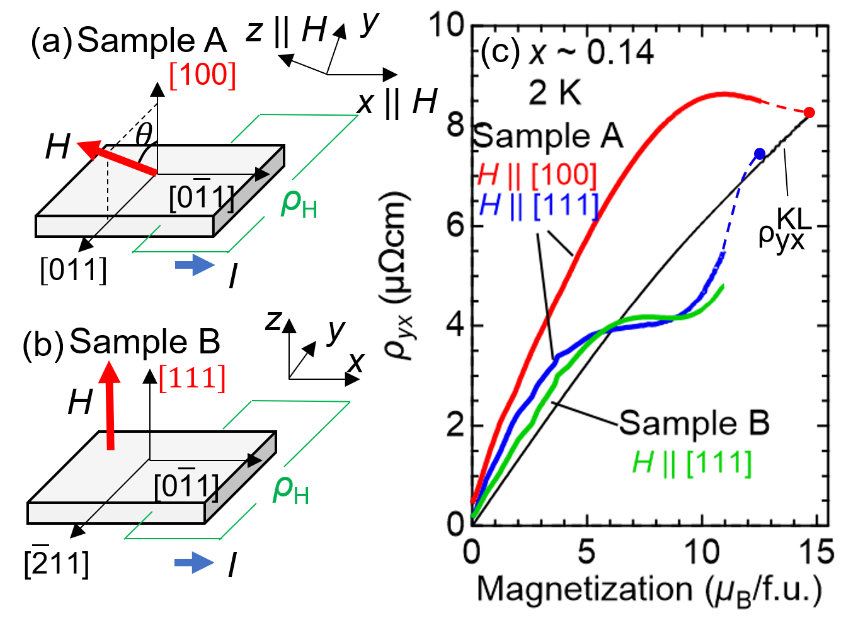 (a) Sample A
z || H
y
x || H
[100]
H
θ
[01̅1]
ρH
[011]
I
(b) Sample B
z
y
x
[111]
H
[01̅1]
ρH
[2̅11]
I
(c) x ~ 0.14
2 K
Sample A
H || [100]
H || [111]
ρyxKL
Sample B
H || [111]
10
8
6
4
2
0
ρyx (μΩcm)
0 5 10 15
Magnetization (μB/f.u.)